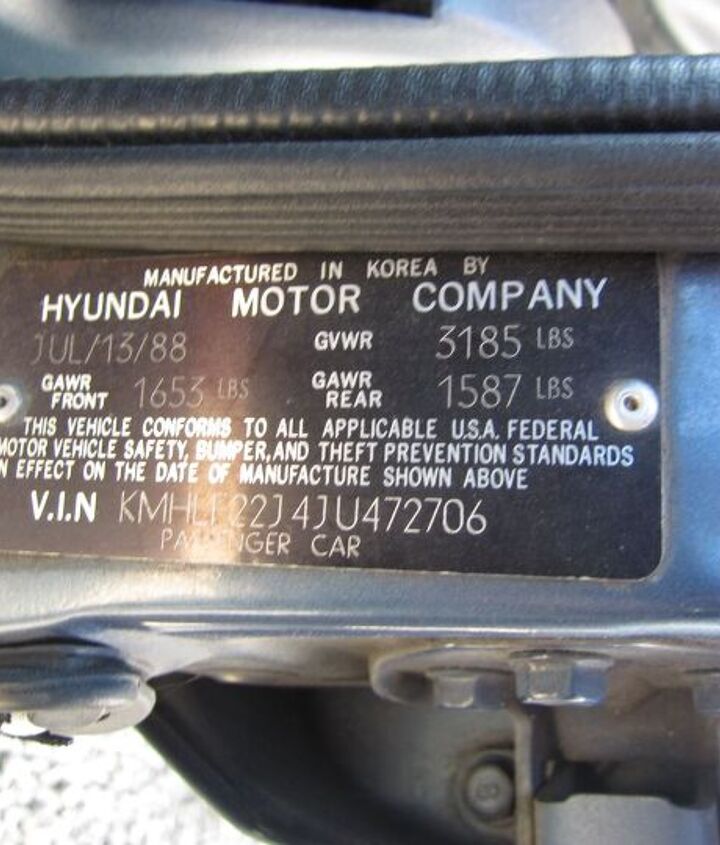 MANUFACTURED IN KOREA BY
HYUNDAI MOTOR COMPANY
JUL/13/88 GVWR 3185 LBS
GAWR FRONT 1653 LBS GAWR REAR 1587 LBS
THIS VEHICLE CONFORMS TO ALL APPLICABLE U.S.A. FEDERAL
MOTOR VEHICLE SAFETY, BUMPER, AND THEFT PREVENTION STANDARDS
IN EFFECT ON THE DATE OF MANUFACTURE SHOWN ABOVE
V.I.N KMHLF22J4JU472706
PASSENGER CAR